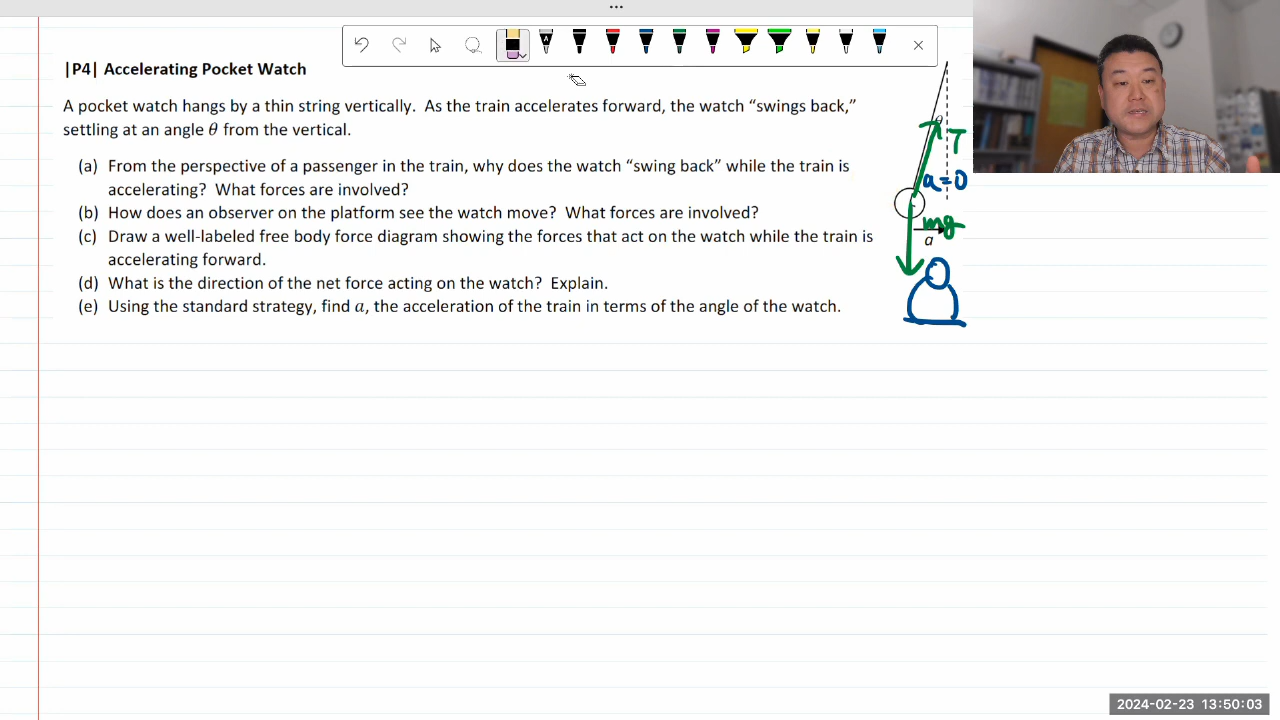 |P4| Accelerating Pocket Watch
A pocket watch hangs by a thin string vertically. As the train accelerates forward, the watch “swings back,”
settling at an angle θ from the vertical.
(a) From the perspective of a passenger in the train, why does the watch “swing back” while the train is
accelerating? What forces are involved?
(b) How does an observer on the platform see the watch move? What forces are involved?
(c) Draw a well-labeled free body force diagram showing the forces that act on the watch while the train is
accelerating forward.
(d) What is the direction of the net force acting on the watch? Explain.
(e) Using the standard strategy, find a, the acceleration of the train in terms of the angle of the watch.
θ
T
a=0
mg
a
2024-02-23 13:50:03